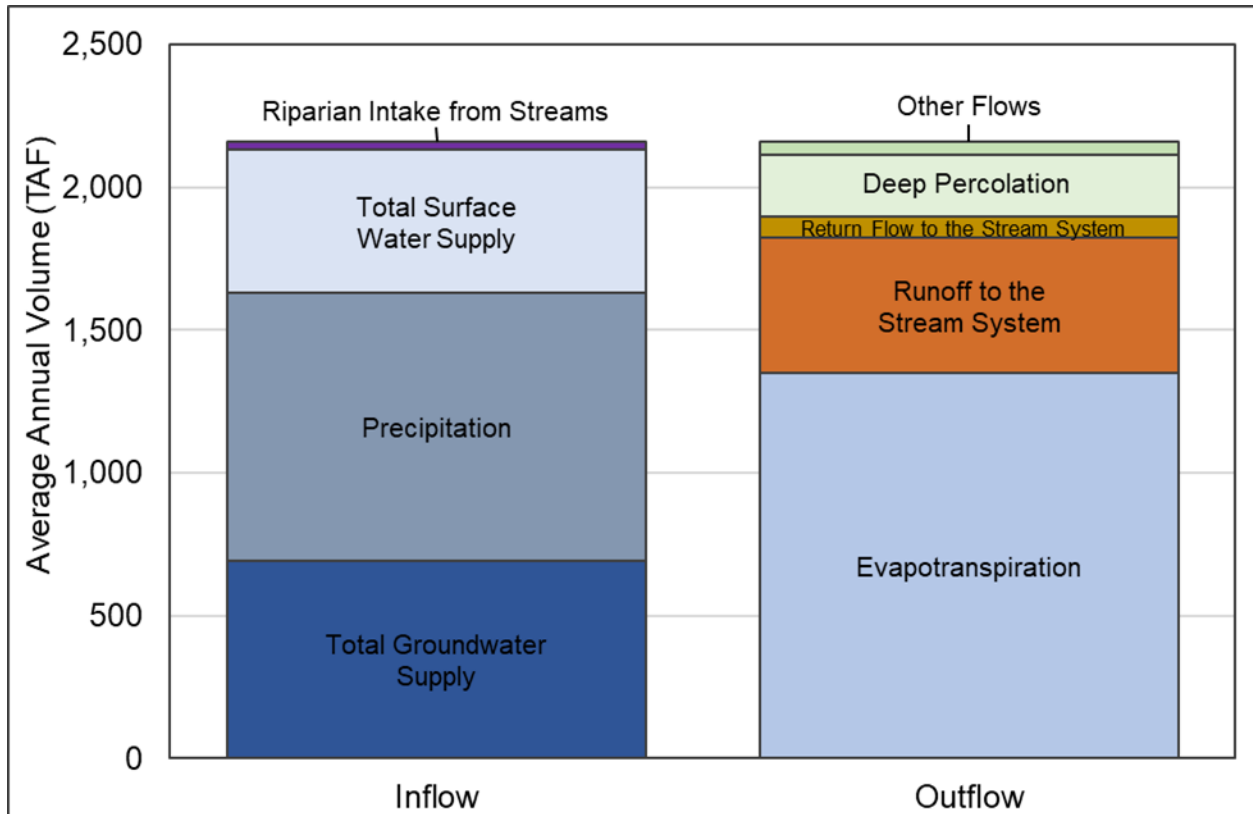 Average Annual Volume (TAF)
2,500
2,000
1,500
1,000
500
0
Riparian Intake from Streams
Total Surface
Water Supply
Precipitation
Total Groundwater
Supply
Other Flows
Deep Percolation
Return Flow to the Stream System
Runoff to the
Stream System
Evapotranspiration
Inflow
Outflow